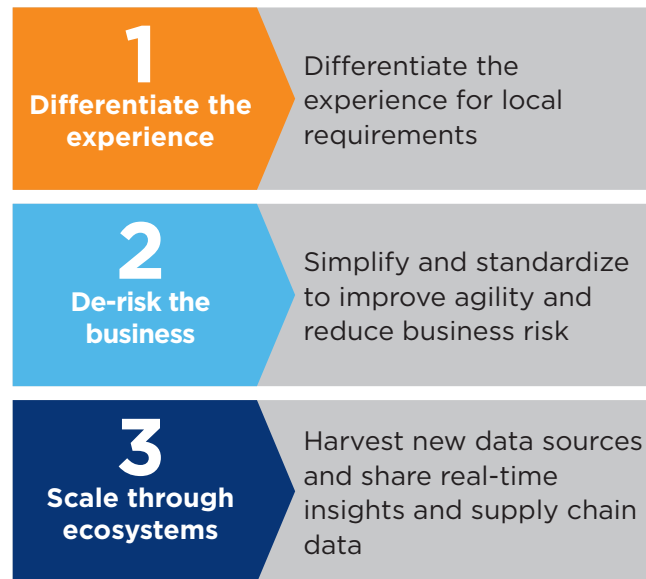 1
Differentiate the
experience
Differentiate the
experience for local
requirements
2
De-risk the
business
Simplify and standardize
to improve agility and
reduce business risk
3
Scale through
ecosystems
Harvest new data sources
and share real-time
insights and supply chain
data